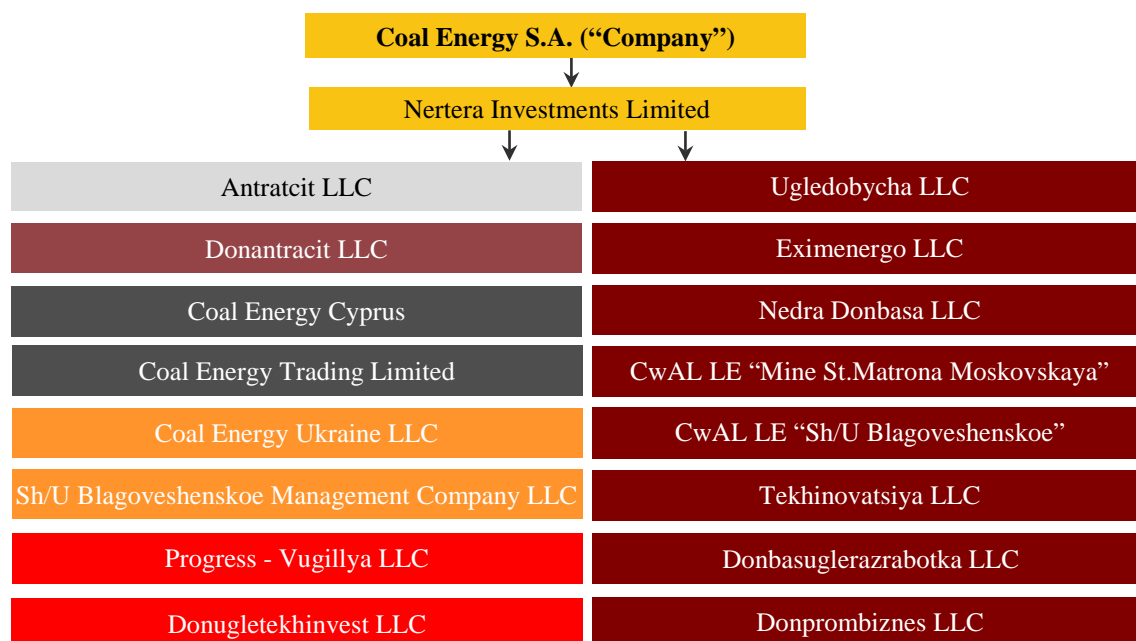 Coal Energy S.A. (“Company”)
Nertera Investments Limited
Antratcit LLC
Ugledobycha LLC
Donantracit LLC
Eximenergo LLC
Coal Energy Cyprus
Nedra Donbasa LLC
Coal Energy Trading Limited
CwAL LE “Mine St.Matrona Moskovskaya”
Coal Energy Ukraine LLC
CwAL LE “Sh/U Blagoveshenskoe”
Sh/U Blagoveshenskoe Management Company LLC
Tekhinovatsiya LLC
Progress - Vugillya LLC
Donbasuglerazrabotka LLC
Donugletekhinvest LLC
Donprombiznes LLC